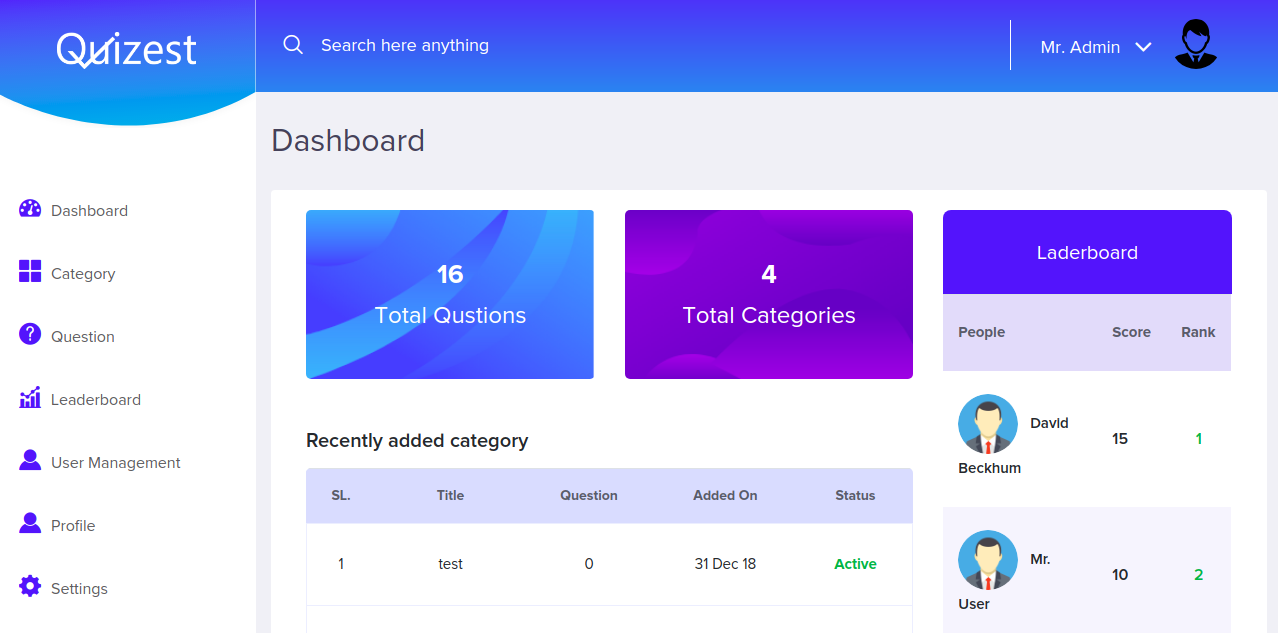 Quizest
Search here anything
Mr. Admin
Dashboard
Dashboard
Category
Question
Leaderboard
User Management
Profile
Settings
16
Total Qustions
4
Total Categories
Recently added category
SL. Title Question Added On Status
1 test 0 31 Dec 18 Active
Laderboard
People Score Rank
David
Beckhum 15 1
Mr.
User 10 2